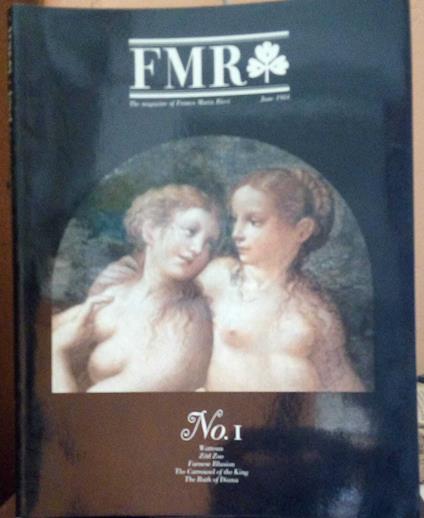 FMR
The magazine of Franco Maria Ricci June 1984
No. 1
Watteau
Zötl Zoo
Farnese Illusion
The Carrousel of the King
The Bath of Diana